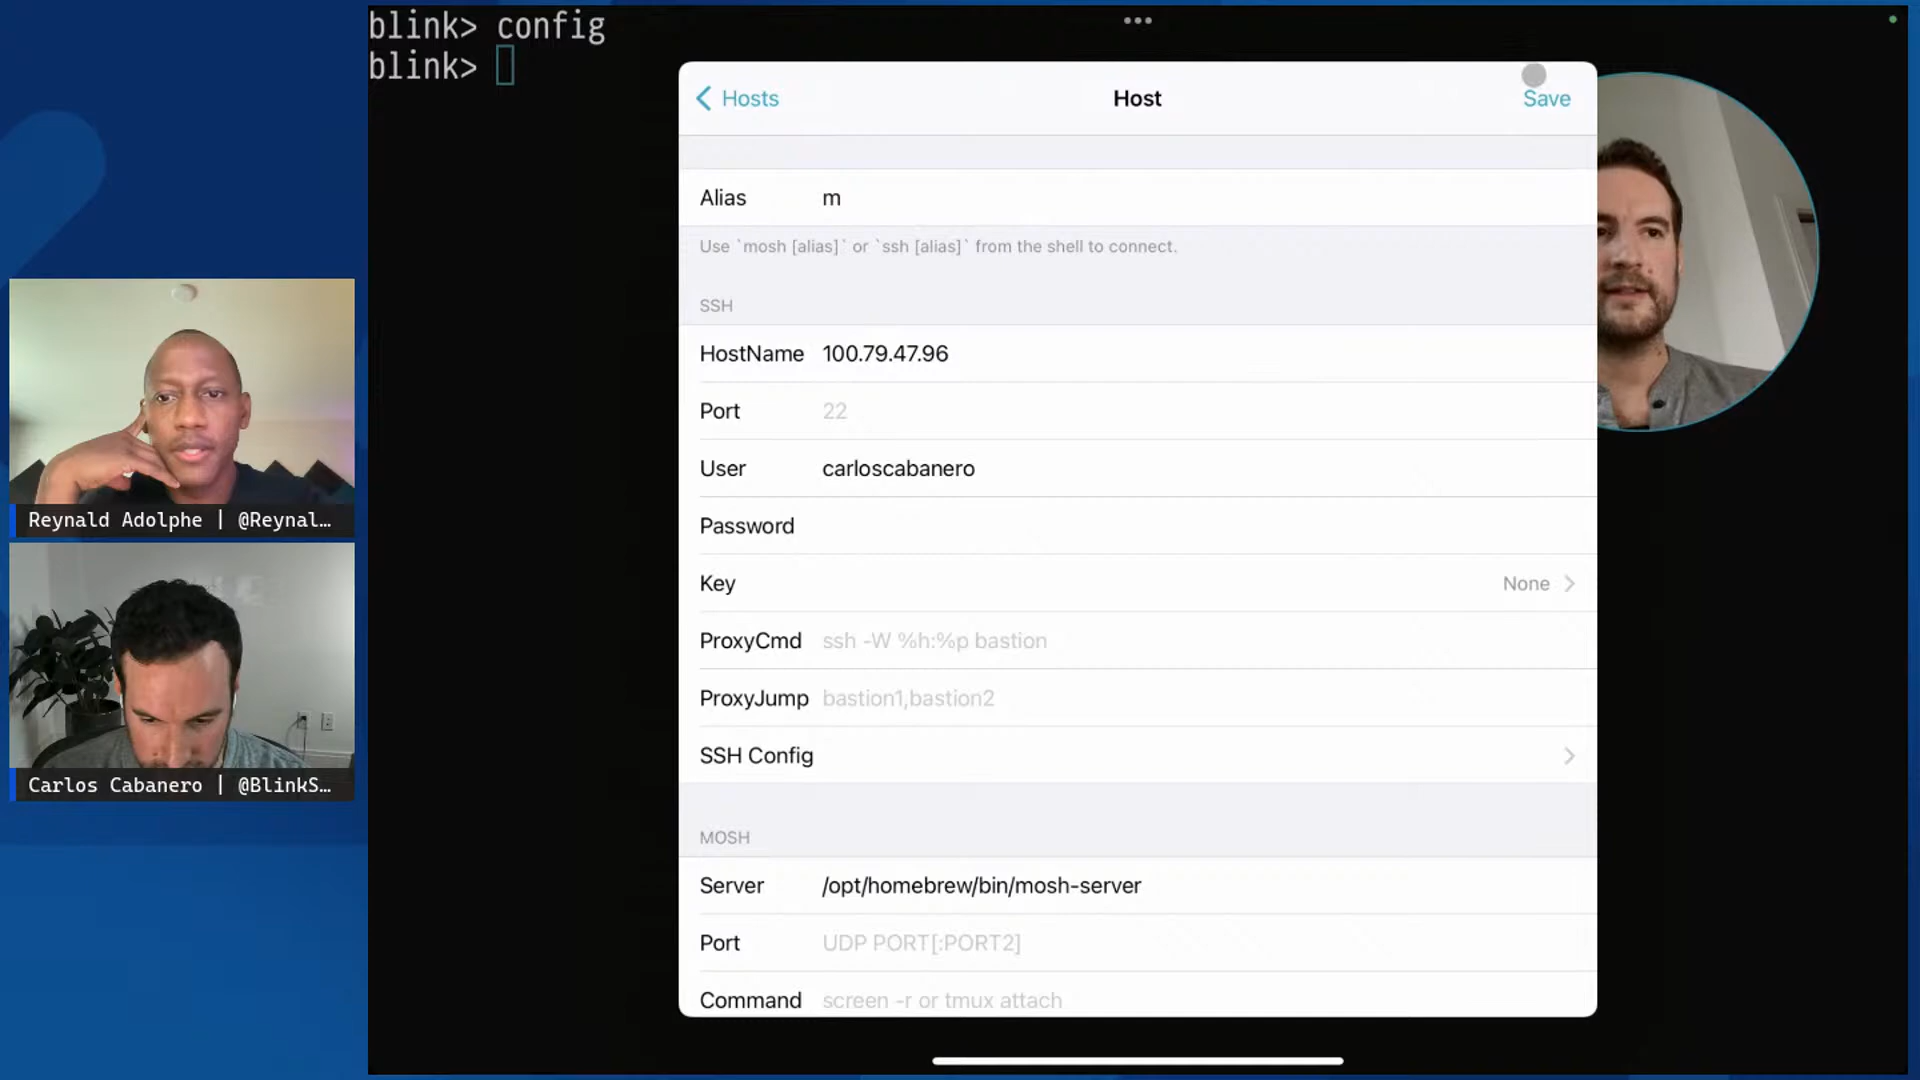 blink> config
blink>
Hosts
Host
Save
Alias m
Use `mosh [alias]` or `ssh [alias]` from the shell to connect.
SSH
HostName 100.79.47.96
Port 22
User carloscabanero
Password
Key None
ProxyCmd ssh -W %h:%p bastion
ProxyJump bastion1,bastion2
SSH Config
MOSH
Server /opt/homebrew/bin/mosh-server
Port UDP PORT[:PORT2]
Command screen -r or tmux attach
Reynald Adolphe | @Reynal...
Carlos Cabanero | @BlinkS...